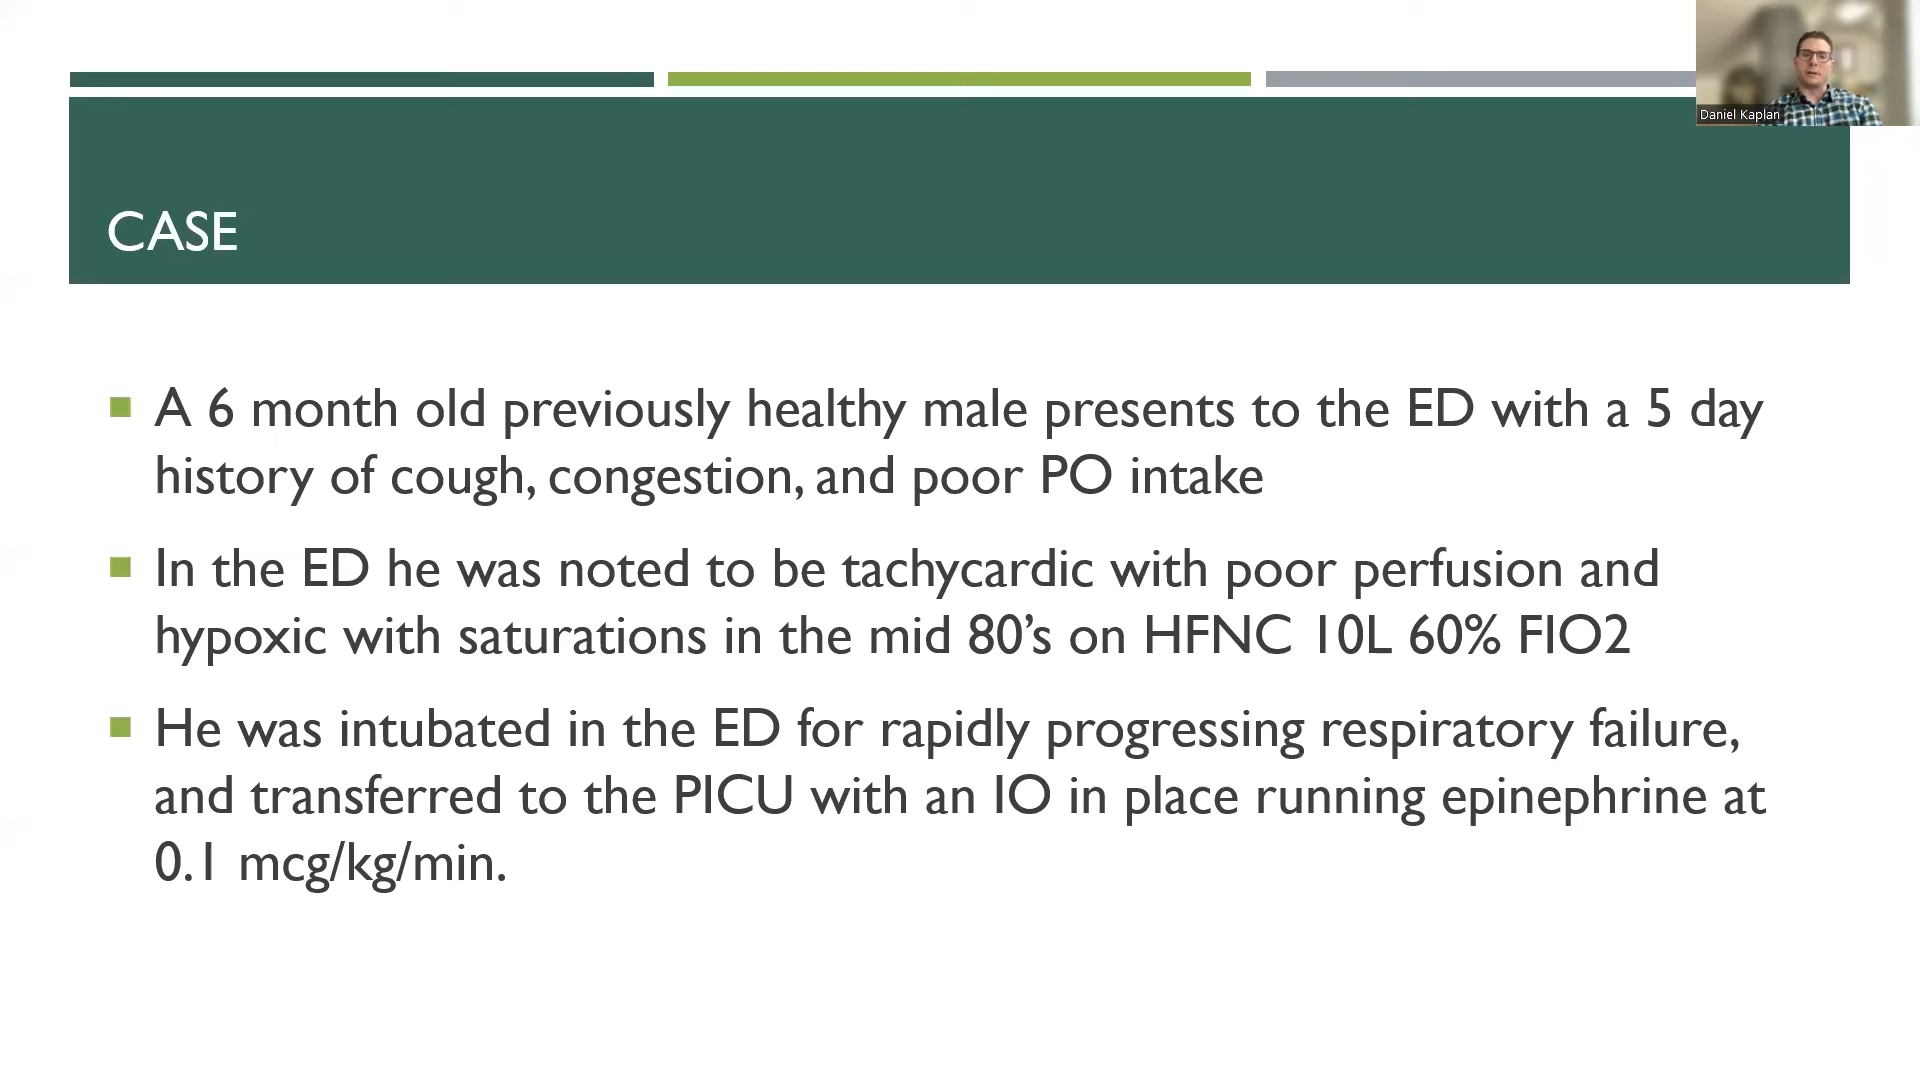 Daniel Kaplan
CASE
A 6 month old previously healthy male presents to the ED with a 5 day
history of cough, congestion, and poor PO intake
In the ED he was noted to be tachycardic with poor perfusion and
hypoxic with saturations in the mid 80’s on HFNC 10L 60% FIO2
He was intubated in the ED for rapidly progressing respiratory failure,
and transferred to the PICU with an IO in place running epinephrine at
0.1 mcg/kg/min.